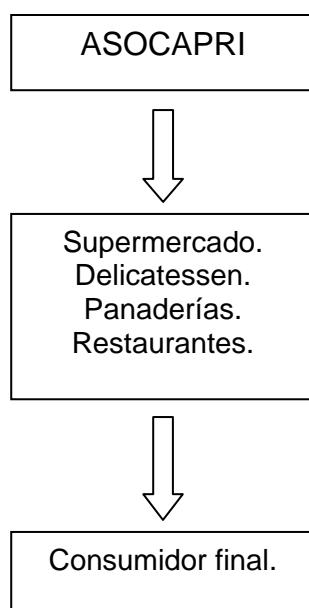 ASOCAPRI
Supermercado.
Delicatessen.
Panaderías.
Restaurantes.
Consumidor final.